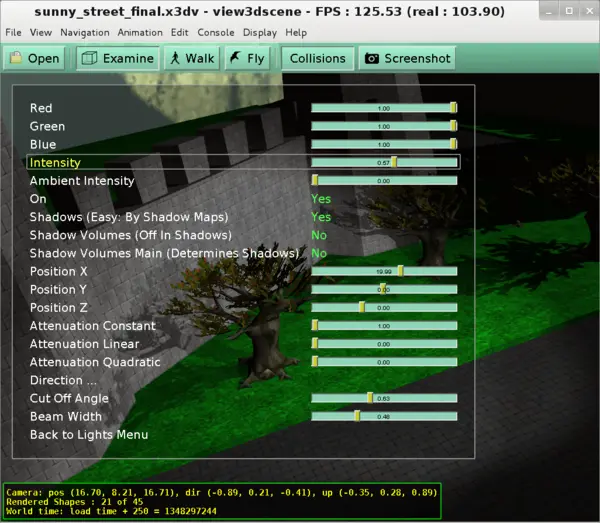 sunny_street_final.x3dv - view3dscene - FPS : 125.53 (real : 103.90)
File View Navigation Animation Edit Console Display Help
Open Examine Walk Fly Collisions Screenshot
Red 1.00
Green 1.00
Blue 1.00
Intensity 0.57
Ambient Intensity 0.00
On Yes
Shadows (Easy: By Shadow Maps) Yes
Shadow Volumes (Off In Shadows) No
Shadow Volumes Main (Determines Shadows) No
Position X 19.99
Position Y 0.00
Position Z
Attenuation Constant 1.00
Attenuation Linear 0.00
Attenuation Quadratic 0.00
Direction ...
Cut Off Angle 0.63
Beam Width 0.48
Back to Lights Menu
Camera: pos (16.70, 8.21, 16.71), dir (-0.89, 0.21, -0.41), up (-0.35, 0.28, 0.89)
Rendered Shapes : 21 of 45
World time: load time + 250 = 1348297244